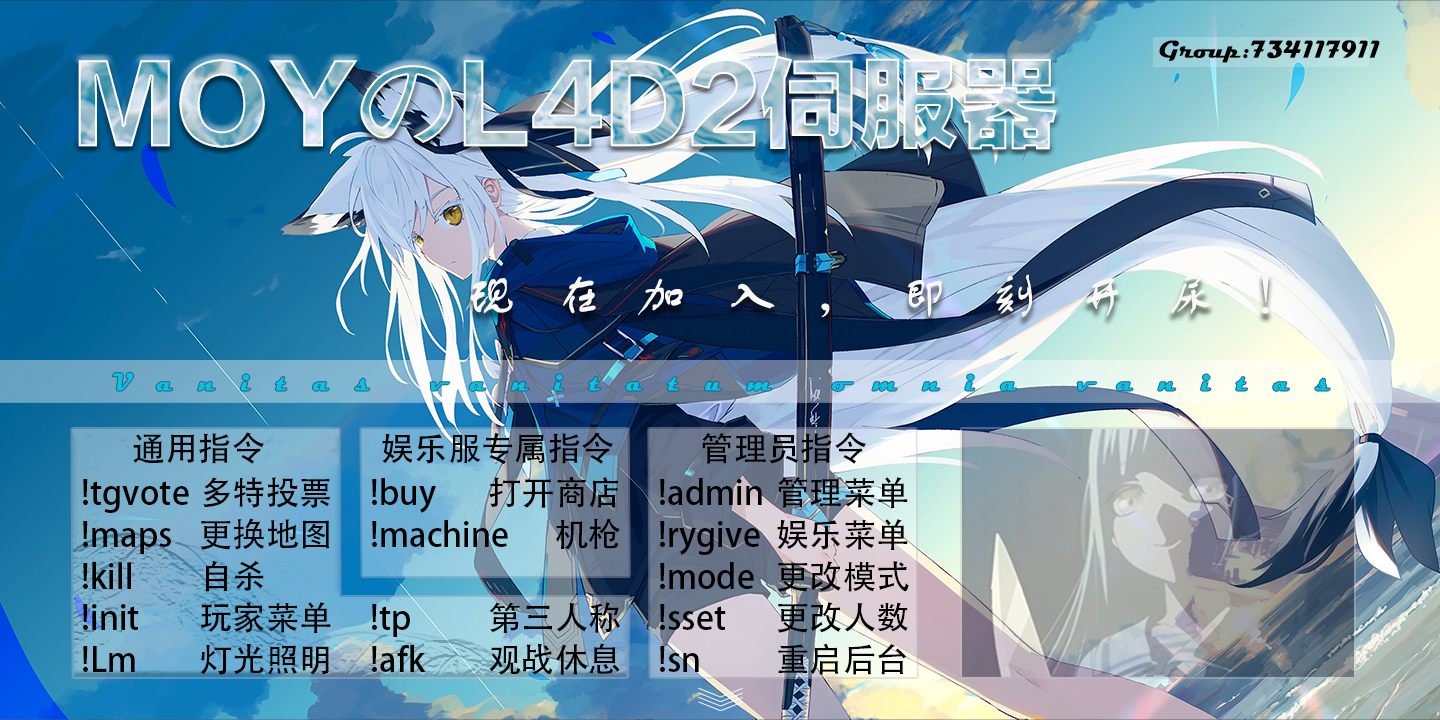 Group:734117911
MOYのL4D2伺服器
现在加入,即刻开尿!
Vanitas vanitatum omnia vanitas
通用指令
!tgvote 多特投票
!maps 更换地图
!kill 自杀
!init 玩家菜单
!Lm 灯光照明
娱乐服专属指令
!buy 打开商店
!machine 机枪
!tp 第三人称
!afk 观战休息
管理员指令
!admin 管理菜单
!rygive 娱乐菜单
!mode 更改模式
!sset 更改人数
!sn 重启后台